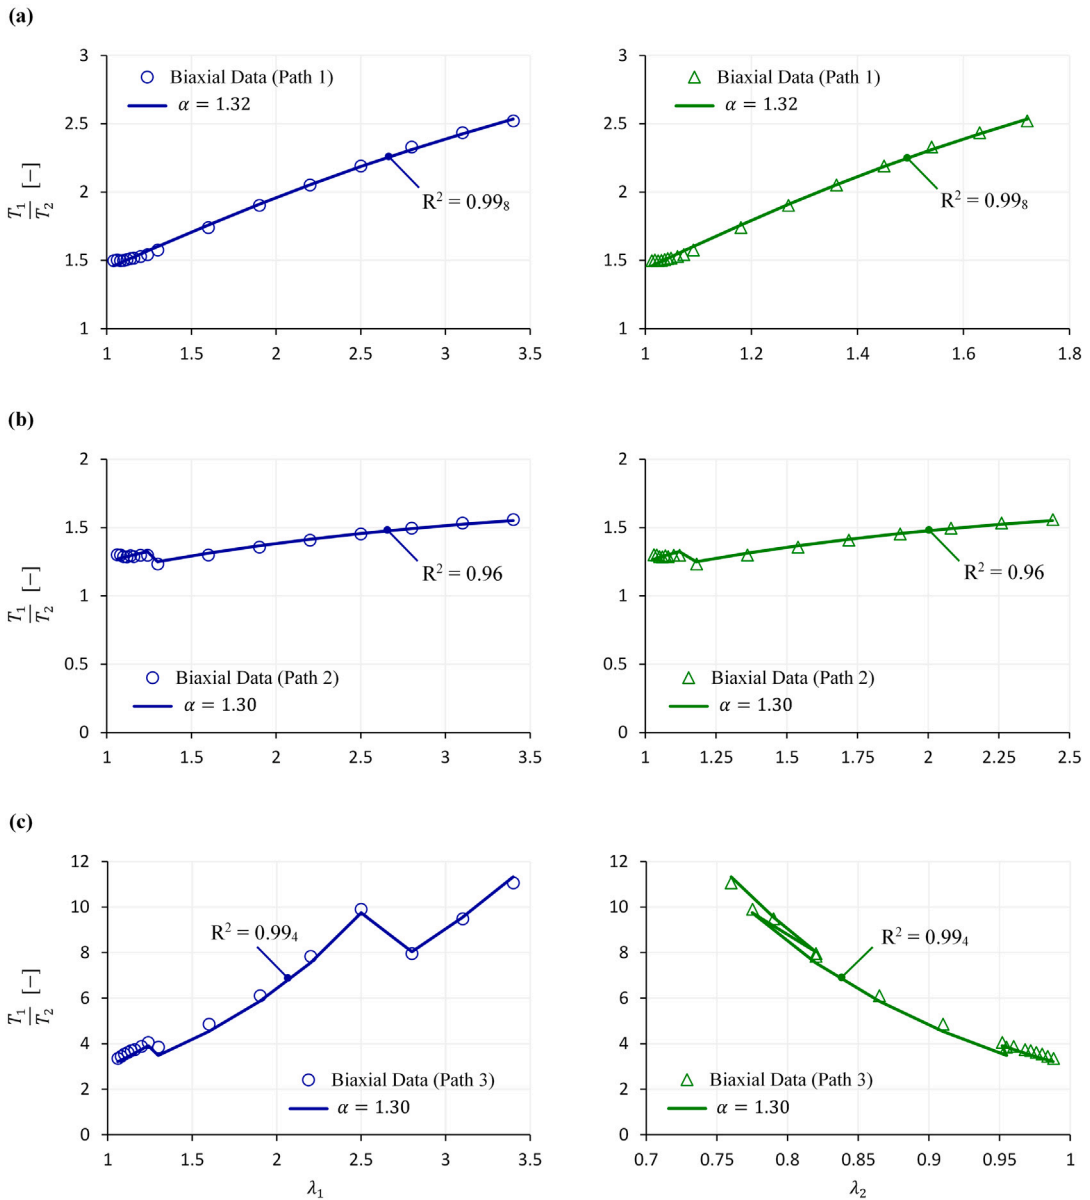 (a)
3
2.5
2
1.5
1
1
1.5
2
2.5
3
3.5
T₁/T₂ [−]
Biaxial Data (Path 1)
α = 1.32
R² = 0.99₈
3
2.5
2
1.5
1
1
1.2
1.4
1.6
1.8
Biaxial Data (Path 1)
α = 1.32
R² = 0.99₈
(b)
2
1.5
1
0.5
0
1
1.5
2
2.5
3
3.5
T₁/T₂ [−]
R² = 0.96
Biaxial Data (Path 2)
α = 1.30
2
1.5
1
0.5
0
1
1.25
1.5
1.75
2
2.25
2.5
R² = 0.96
Biaxial Data (Path 2)
α = 1.30
(c)
12
10
8
6
4
2
0
1
1.5
2
2.5
3
3.5
T₁/T₂ [−]
R² = 0.99₄
Biaxial Data (Path 3)
α = 1.30
λ₁
12
10
8
6
4
2
0
0.7
0.75
0.8
0.85
0.9
0.95
1
R² = 0.99₄
Biaxial Data (Path 3)
α = 1.30
λ₂